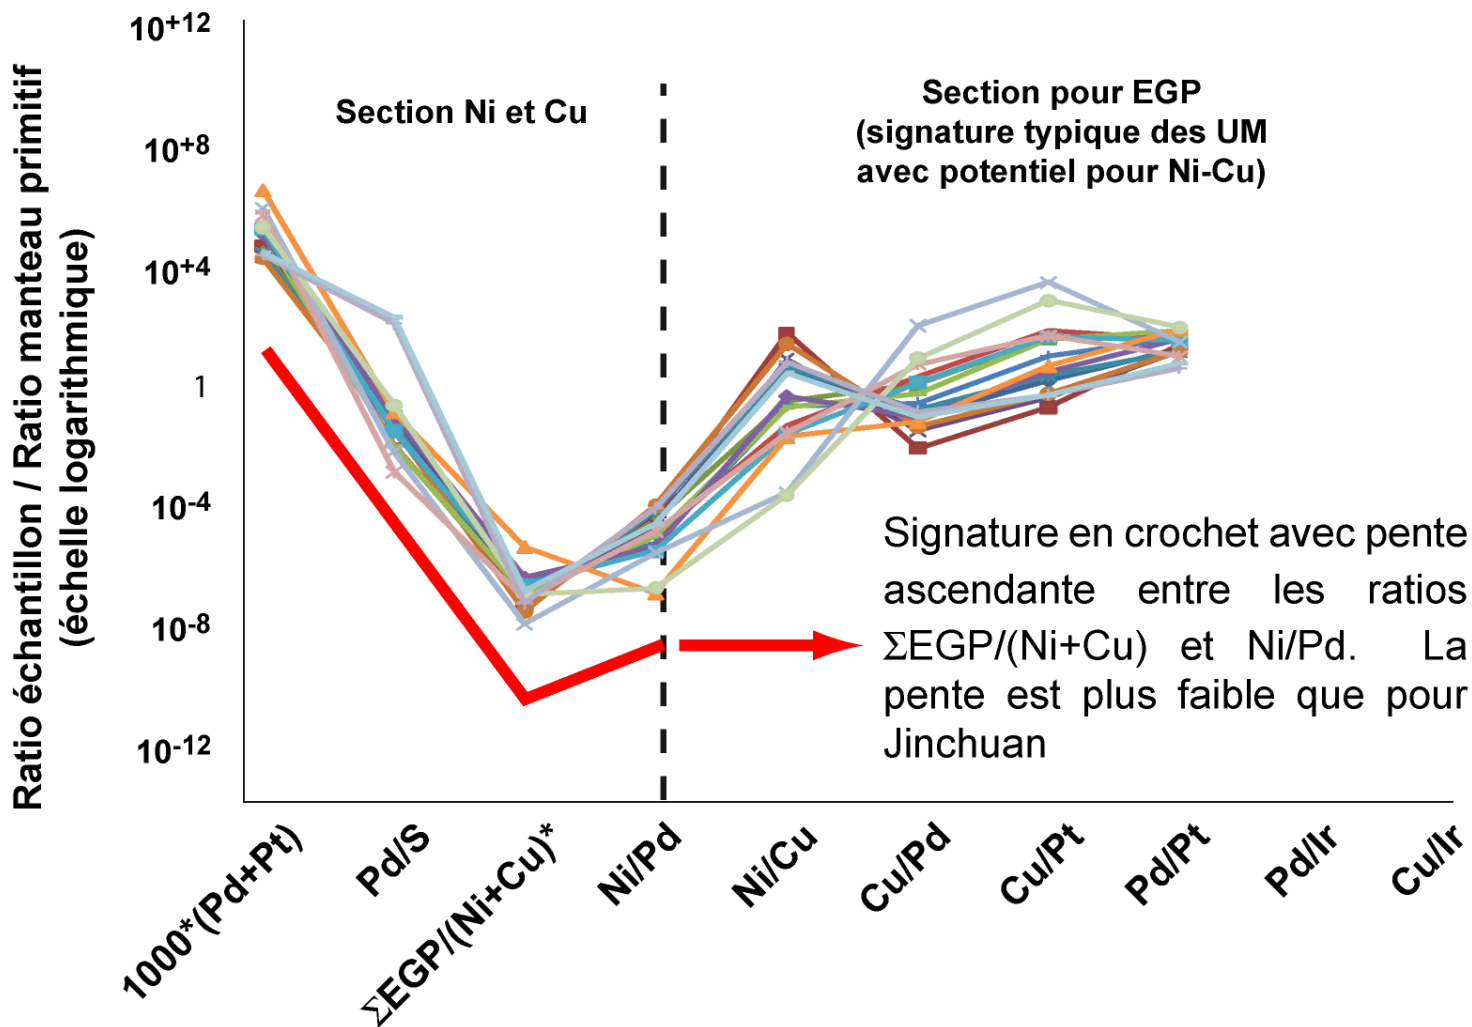 Ratio échantillon / Ratio manteau primitif
(échelle logarithmique)
10+12
10+8
10+4
1
10-4
10-8
10-12
Section Ni et Cu
Section pour EGP
(signature typique des UM
avec potentiel pour Ni-Cu)
Signature en crochet avec pente
ascendante entre les ratios
ΣEGP/(Ni+Cu) et Ni/Pd. La
pente est plus faible que pour
Jinchuan
1000*(Pd+Pt)
Pd/S
ΣEGP/(Ni+Cu)*
Ni/Pd
Ni/Cu
Cu/Pd
Cu/Pt
Pd/Pt
Pd/Ir
Cu/Ir